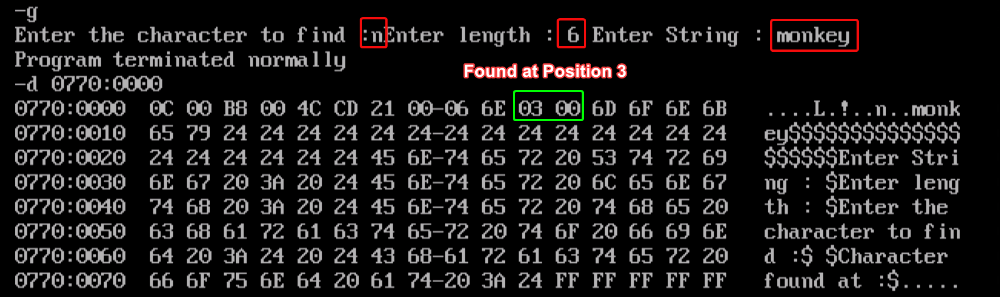 -g
Enter the character to find :nEnter length : 6 Enter String : monkey
Program terminated normally
Found at Position 3
-d 0770:0000
0770:0000  0C 00 B8 00 4C CD 21 00-06 6E 03 00 6D 6F 6E 6B   ....L.!..n..monk
0770:0010  65 79 24 24 24 24 24 24-24 24 24 24 24 24 24 24   ey$$$$$$$$$$$$$$
0770:0020  24 24 24 24 24 24 45 6E-74 65 72 20 53 74 72 69   $$$$$$Enter Stri
0770:0030  6E 67 20 3A 20 24 45 6E-74 65 72 20 6C 65 6E 67   ng : $Enter leng
0770:0040  74 68 20 3A 20 24 45 6E-74 65 72 20 74 68 65 20   th : $Enter the
0770:0050  63 68 61 72 61 63 74 65-72 20 74 6F 20 66 69 6E   character to fin
0770:0060  64 20 3A 24 20 24 43 68-61 72 61 63 74 65 72 20   d :$ $Character
0770:0070  66 6F 75 6E 64 20 61 74-20 3A 24 FF FF FF FF FF   found at :$.....